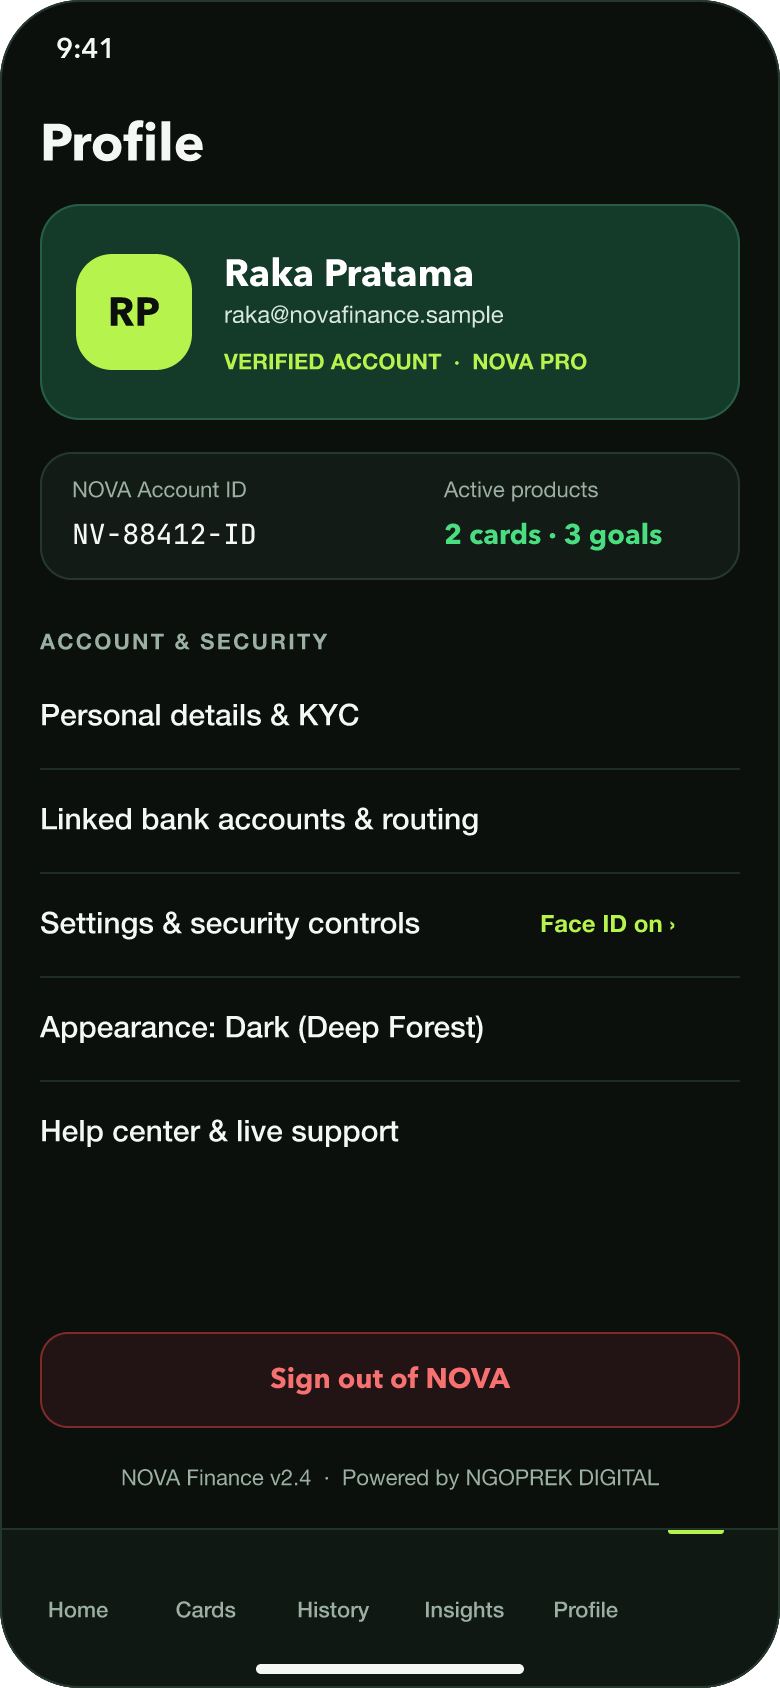 9:41
Profile
RP
Raka Pratama
raka@novafinance.sample
VERIFIED ACCOUNT · NOVA PRO
NOVA Account ID
Active products
NV-88412-ID
2 cards · 3 goals
ACCOUNT & SECURITY
Personal details & KYC
Linked bank accounts & routing
Settings & security controls
Face ID on ›
Appearance: Dark (Deep Forest)
Help center & live support
Sign out of NOVA
NOVA Finance v2.4 · Powered by NGOPREK DIGITAL
Home
Cards
History
Insights
Profile